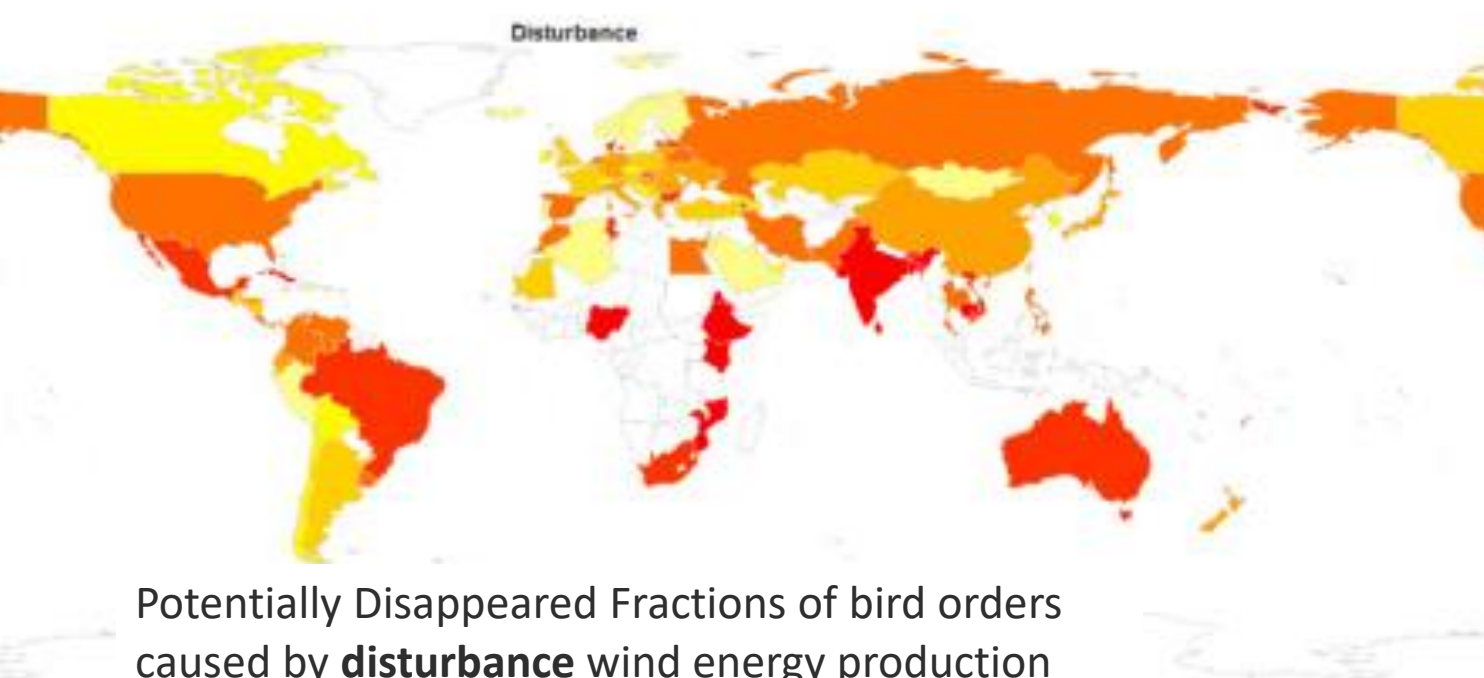 Disturbance
Potentially Disappeared Fractions of bird orders
caused by disturbance wind energy production